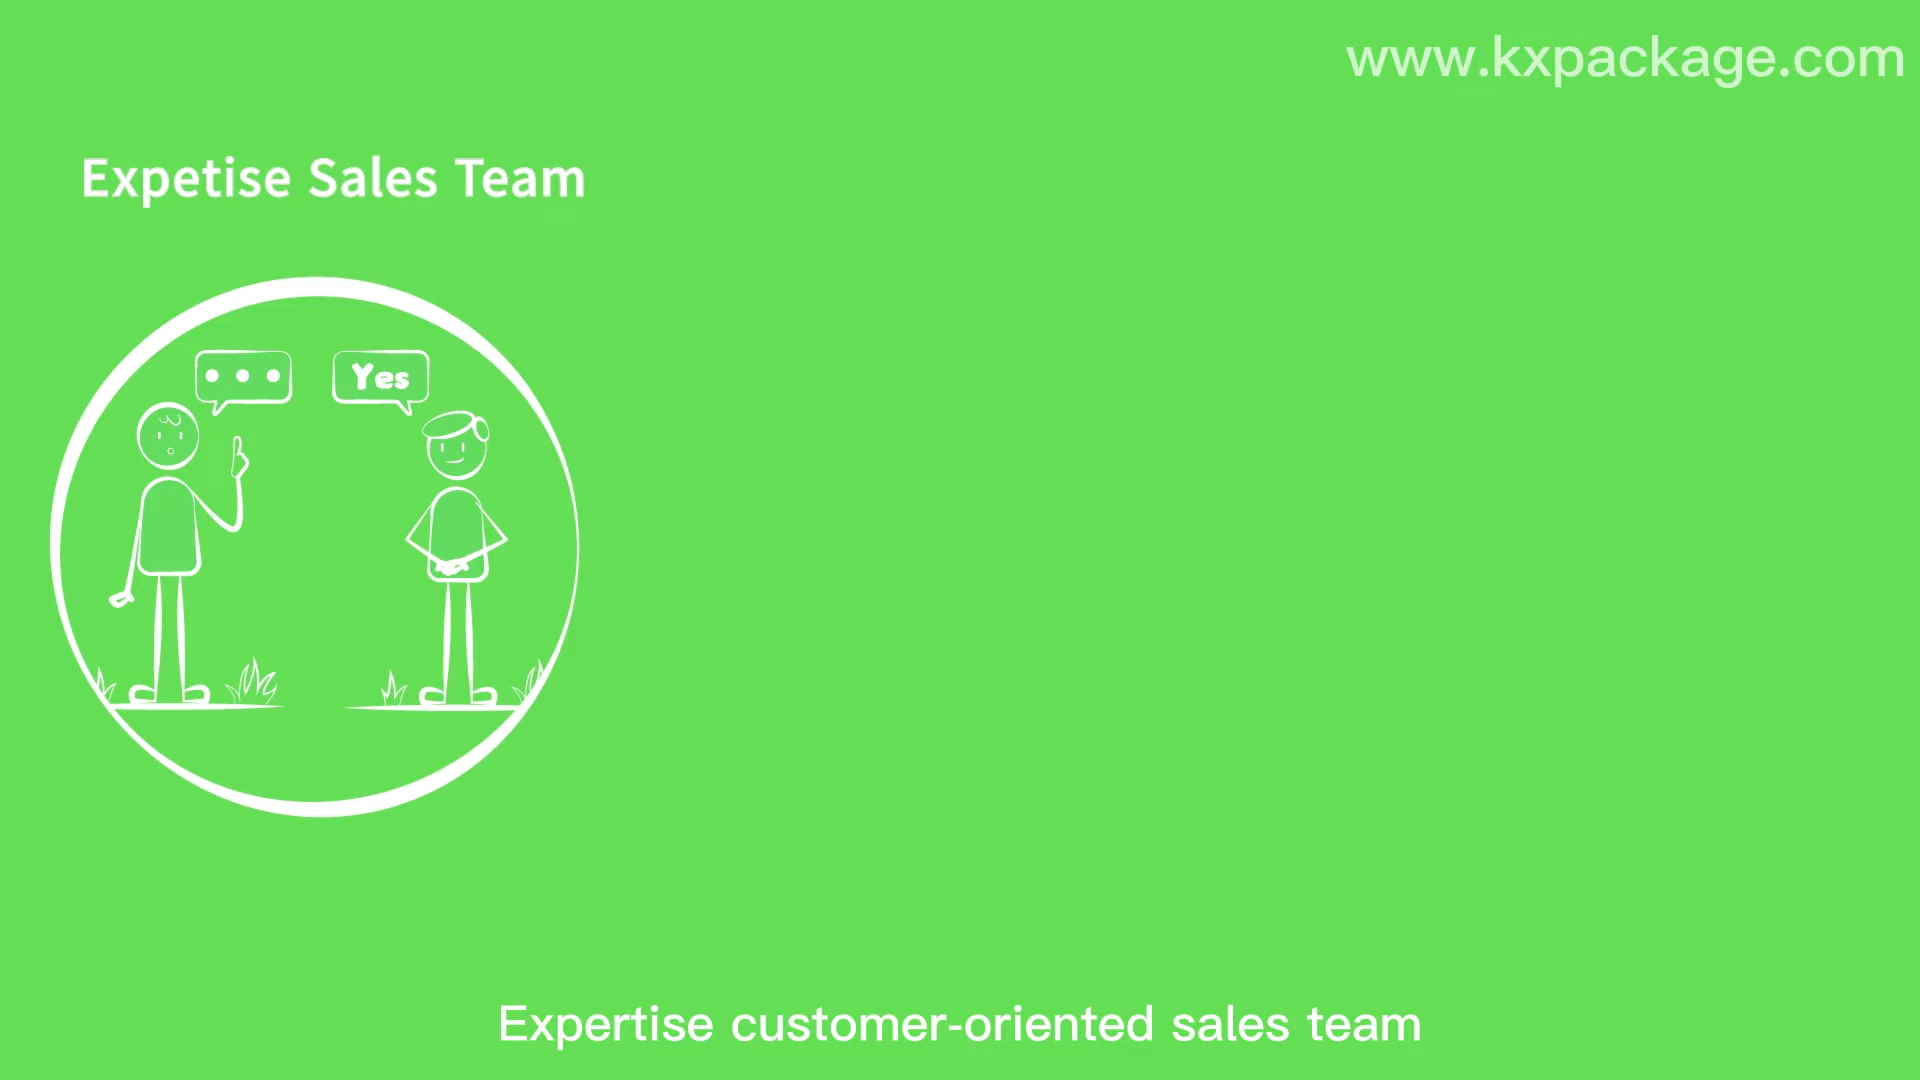 www.kxpackage.com
Expetise Sales Team
Yes
Expertise customer-oriented sales team